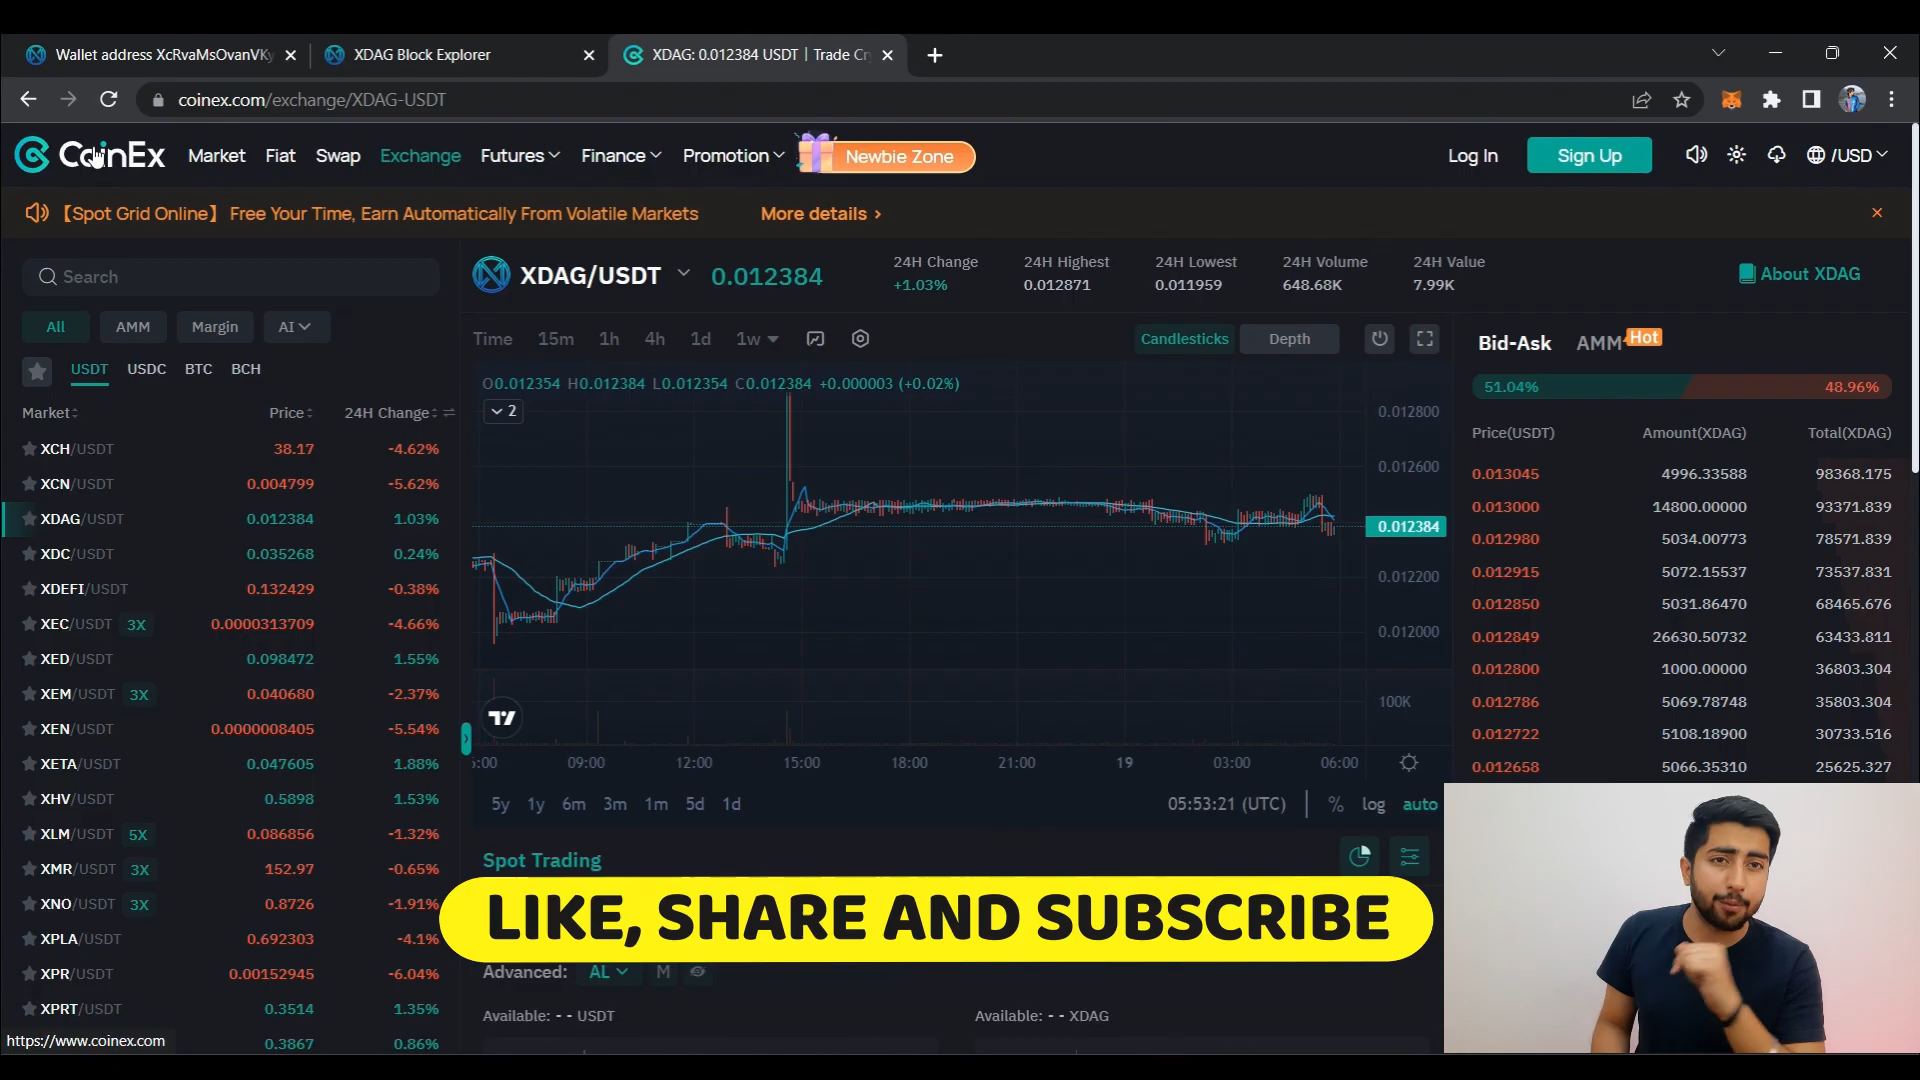 Wallet address XcRvaMsOvanVKy
XDAG Block Explorer
XDAG: 0.012384 USDT | Trade Cr
coinex.com/exchange/XDAG-USDT
CoinEx Market Fiat Swap Exchange Futures Finance Promotion Newbie Zone Log In Sign Up /USD
【Spot Grid Online】 Free Your Time, Earn Automatically From Volatile Markets More details >
Search
All AMM Margin AI
USDT USDC BTC BCH
Market Price 24H Change
XCH/USDT 38.17 -4.62%
XCN/USDT 0.004799 -5.62%
XDAG/USDT 0.012384 1.03%
XDC/USDT 0.035268 0.24%
XDEFI/USDT 0.132429 -0.38%
XEC/USDT 3X 0.0000313709 -4.66%
XED/USDT 0.098472 1.55%
XEM/USDT 3X 0.040680 -2.37%
XEN/USDT 0.0000008405 -5.54%
XETA/USDT 0.047605 1.88%
XHV/USDT 0.5898 1.53%
XLM/USDT 5X 0.086856 -1.32%
XMR/USDT 3X 152.97 -0.65%
XNO/USDT 3X 0.8726 -1.91%
XPLA/USDT 0.692303 -4.1%
XPR/USDT 0.00152945 -6.04%
XPRT/USDT 0.3514 1.35%
0.3867 0.86%
https://www.coinex.com
XDAG/USDT 0.012384
24H Change 24H Highest 24H Lowest 24H Volume 24H Value
+1.03% 0.012871 0.011959 648.68K 7.99K
About XDAG
Time 15m 1h 4h 1d 1w Candlesticks Depth
O0.012354 H0.012384 L0.012354 C0.012384 +0.000003 (+0.02%)
2
0.012800
0.012600
0.012384
0.012200
0.012000
100K
09:00 12:00 15:00 18:00 21:00 19 03:00 06:00
5y 1y 6m 3m 1m 5d 1d 05:53:21 (UTC) % log auto
Spot Trading
LIKE, SHARE AND SUBSCRIBE
Advanced: AL M
Available: - - USDT Available: - - XDAG
Bid-Ask AMM Hot
51.04% 48.96%
Price(USDT) Amount(XDAG) Total(XDAG)
0.013045 4996.33588 98368.175
0.013000 14800.00000 93371.839
0.012980 5034.00773 78571.839
0.012915 5072.15537 73537.831
0.012850 5031.86470 68465.676
0.012849 26630.50732 63433.811
0.012800 1000.00000 36803.304
0.012786 5069.78748 35803.304
0.012722 5108.18900 30733.516
0.012658 5066.35310 25625.327